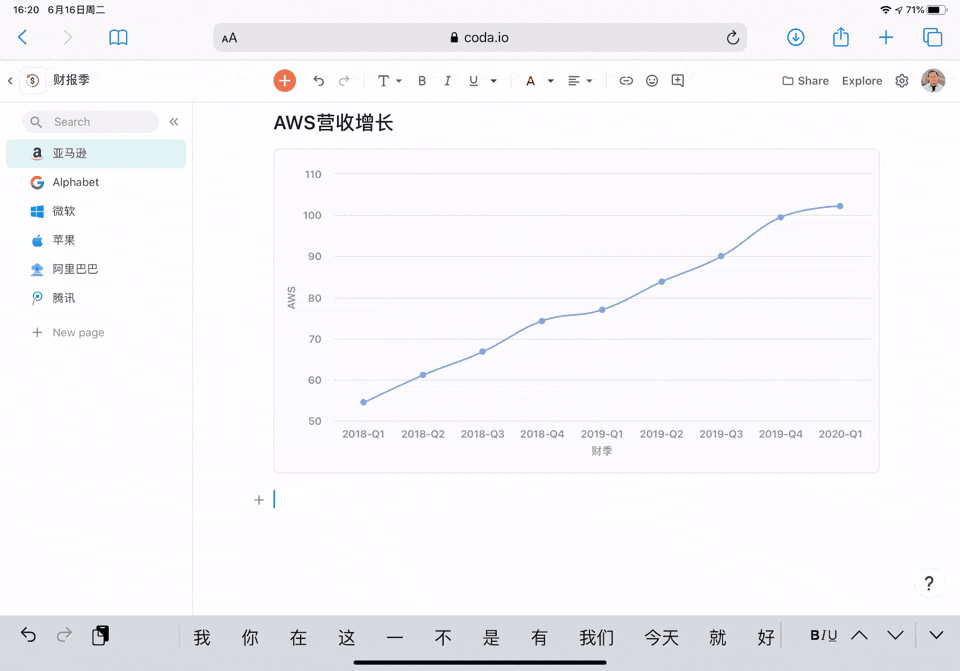 16:20 6月16日周二
71%
AA coda.io
财报季
T B I U A
Share Explore
Search
亚马逊
Alphabet
微软
苹果
阿里巴巴
腾讯
New page
AWS营收增长
110
100
90
80
70
60
50
AWS
2018-Q1 2018-Q2 2018-Q3 2018-Q4 2019-Q1 2019-Q2 2019-Q3 2019-Q4 2020-Q1
财季
?
我 你 在 这 一 不 是 有 我们 今天 就 好 BIU